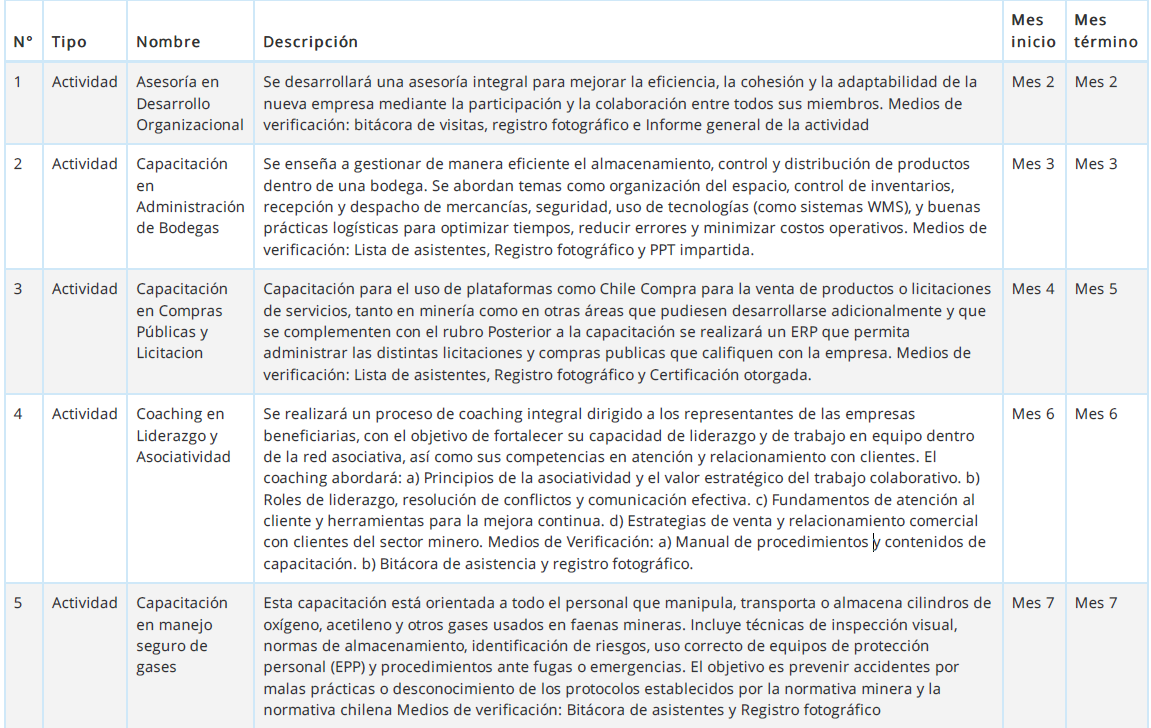 N° Tipo Nombre Descripción Mes inicio Mes término
1 Actividad Asesoría en Desarrollo Organizacional
Se desarrollará una asesoría integral para mejorar la eficiencia, la cohesión y la adaptabilidad de la
nueva empresa mediante la participación y la colaboración entre todos sus miembros. Medios de
verificación: bitácora de visitas, registro fotográfico e Informe general de la actividad
Mes 2 Mes 2
2 Actividad Capacitación en Administración de Bodegas
Se enseña a gestionar de manera eficiente el almacenamiento, control y distribución de productos
dentro de una bodega. Se abordan temas como organización del espacio, control de inventarios,
recepción y despacho de mercancías, seguridad, uso de tecnologías (como sistemas WMS), y buenas
prácticas logísticas para optimizar tiempos, reducir errores y minimizar costos operativos. Medios de
verificación: Lista de asistentes, Registro fotográfico y PPT impartida.
Mes 3 Mes 3
3 Actividad Capacitación en Compras Públicas y Licitacion
Capacitación para el uso de plataformas como Chile Compra para la venta de productos o licitaciones
de servicios, tanto en minería como en otras áreas que pudiesen desarrollarse adicionalmente y que
se complementen con el rubro Posterior a la capacitación se realizará un ERP que permita
administrar las distintas licitaciones y compras publicas que califiquen con la empresa. Medios de
verificación: Lista de asistentes, Registro fotográfico y Certificación otorgada.
Mes 4 Mes 5
4 Actividad Coaching en Liderazgo y Asociatividad
Se realizará un proceso de coaching integral dirigido a los representantes de las empresas
beneficiarias, con el objetivo de fortalecer su capacidad de liderazgo y de trabajo en equipo dentro
de la red asociativa, así como sus competencias en atención y relacionamiento con clientes. El
coaching abordará: a) Principios de la asociatividad y el valor estratégico del trabajo colaborativo. b)
Roles de liderazgo, resolución de conflictos y comunicación efectiva. c) Fundamentos de atención al
cliente y herramientas para la mejora continua. d) Estrategias de venta y relacionamiento comercial
con clientes del sector minero. Medios de Verificación: a) Manual de procedimientos y contenidos de
capacitación. b) Bitácora de asistencia y registro fotográfico.
Mes 6 Mes 6
5 Actividad Capacitación en manejo seguro de gases
Esta capacitación está orientada a todo el personal que manipula, transporta o almacena cilindros de
oxígeno, acetileno y otros gases usados en faenas mineras. Incluye técnicas de inspección visual,
normas de almacenamiento, identificación de riesgos, uso correcto de equipos de protección
personal (EPP) y procedimientos ante fugas o emergencias. El objetivo es prevenir accidentes por
malas prácticas o desconocimiento de los protocolos establecidos por la normativa minera y la
normativa chilena Medios de verificación: Bitácora de asistentes y Registro fotográfico
Mes 7 Mes 7